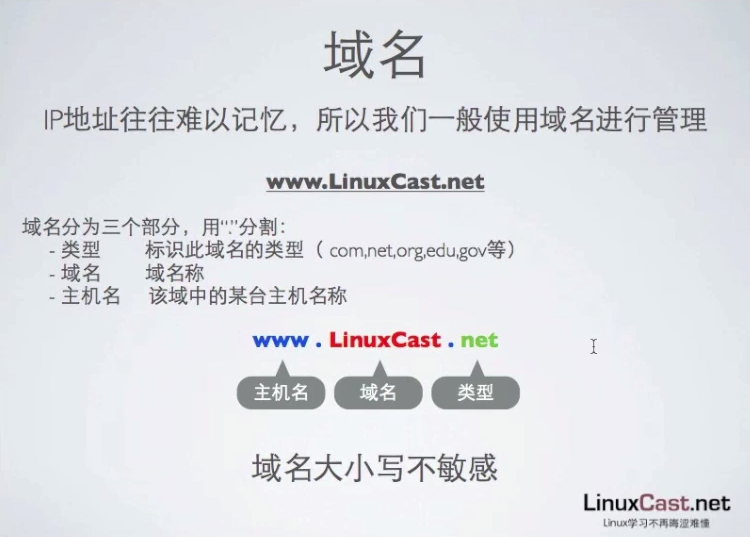 域名
IP地址往往难以记忆，所以我们一般使用域名进行管理
www.LinuxCast.net
域名分为三个部分，用“.”分割：
- 类型 标识此域名的类型（ com,net,org,edu,gov等）
- 域名 域名称
- 主机名 该域中的某台主机名称
www . LinuxCast . net
主机名 域名 类型
域名大小写不敏感
LinuxCast.net
Linux学习不再晦涩难懂